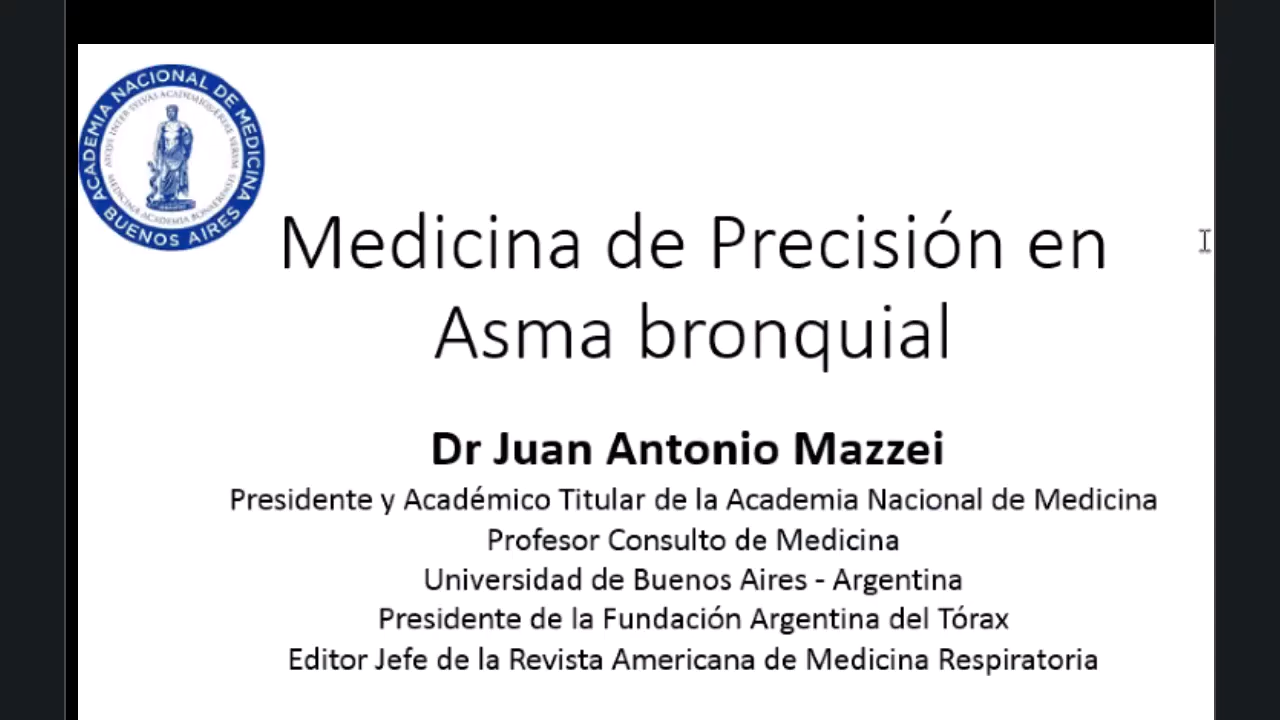 ACADEMIA NACIONAL DE MEDICINA
BUENOS AIRES
Medicina de Precisión en
Asma bronquial
Dr Juan Antonio Mazzei
Presidente y Académico Titular de la Academia Nacional de Medicina
Profesor Consulto de Medicina
Universidad de Buenos Aires - Argentina
Presidente de la Fundación Argentina del Tórax
Editor Jefe de la Revista Americana de Medicina Respiratoria